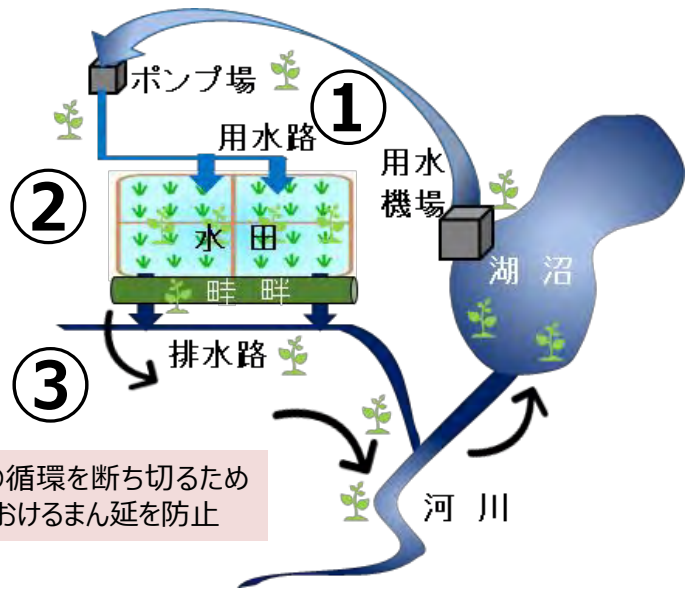 ポンプ場
①
用水路
用水
機場
②
水田
湖沼
畦畔
排水路
③
の循環を断ち切るため
おけるまん延を防止
河川